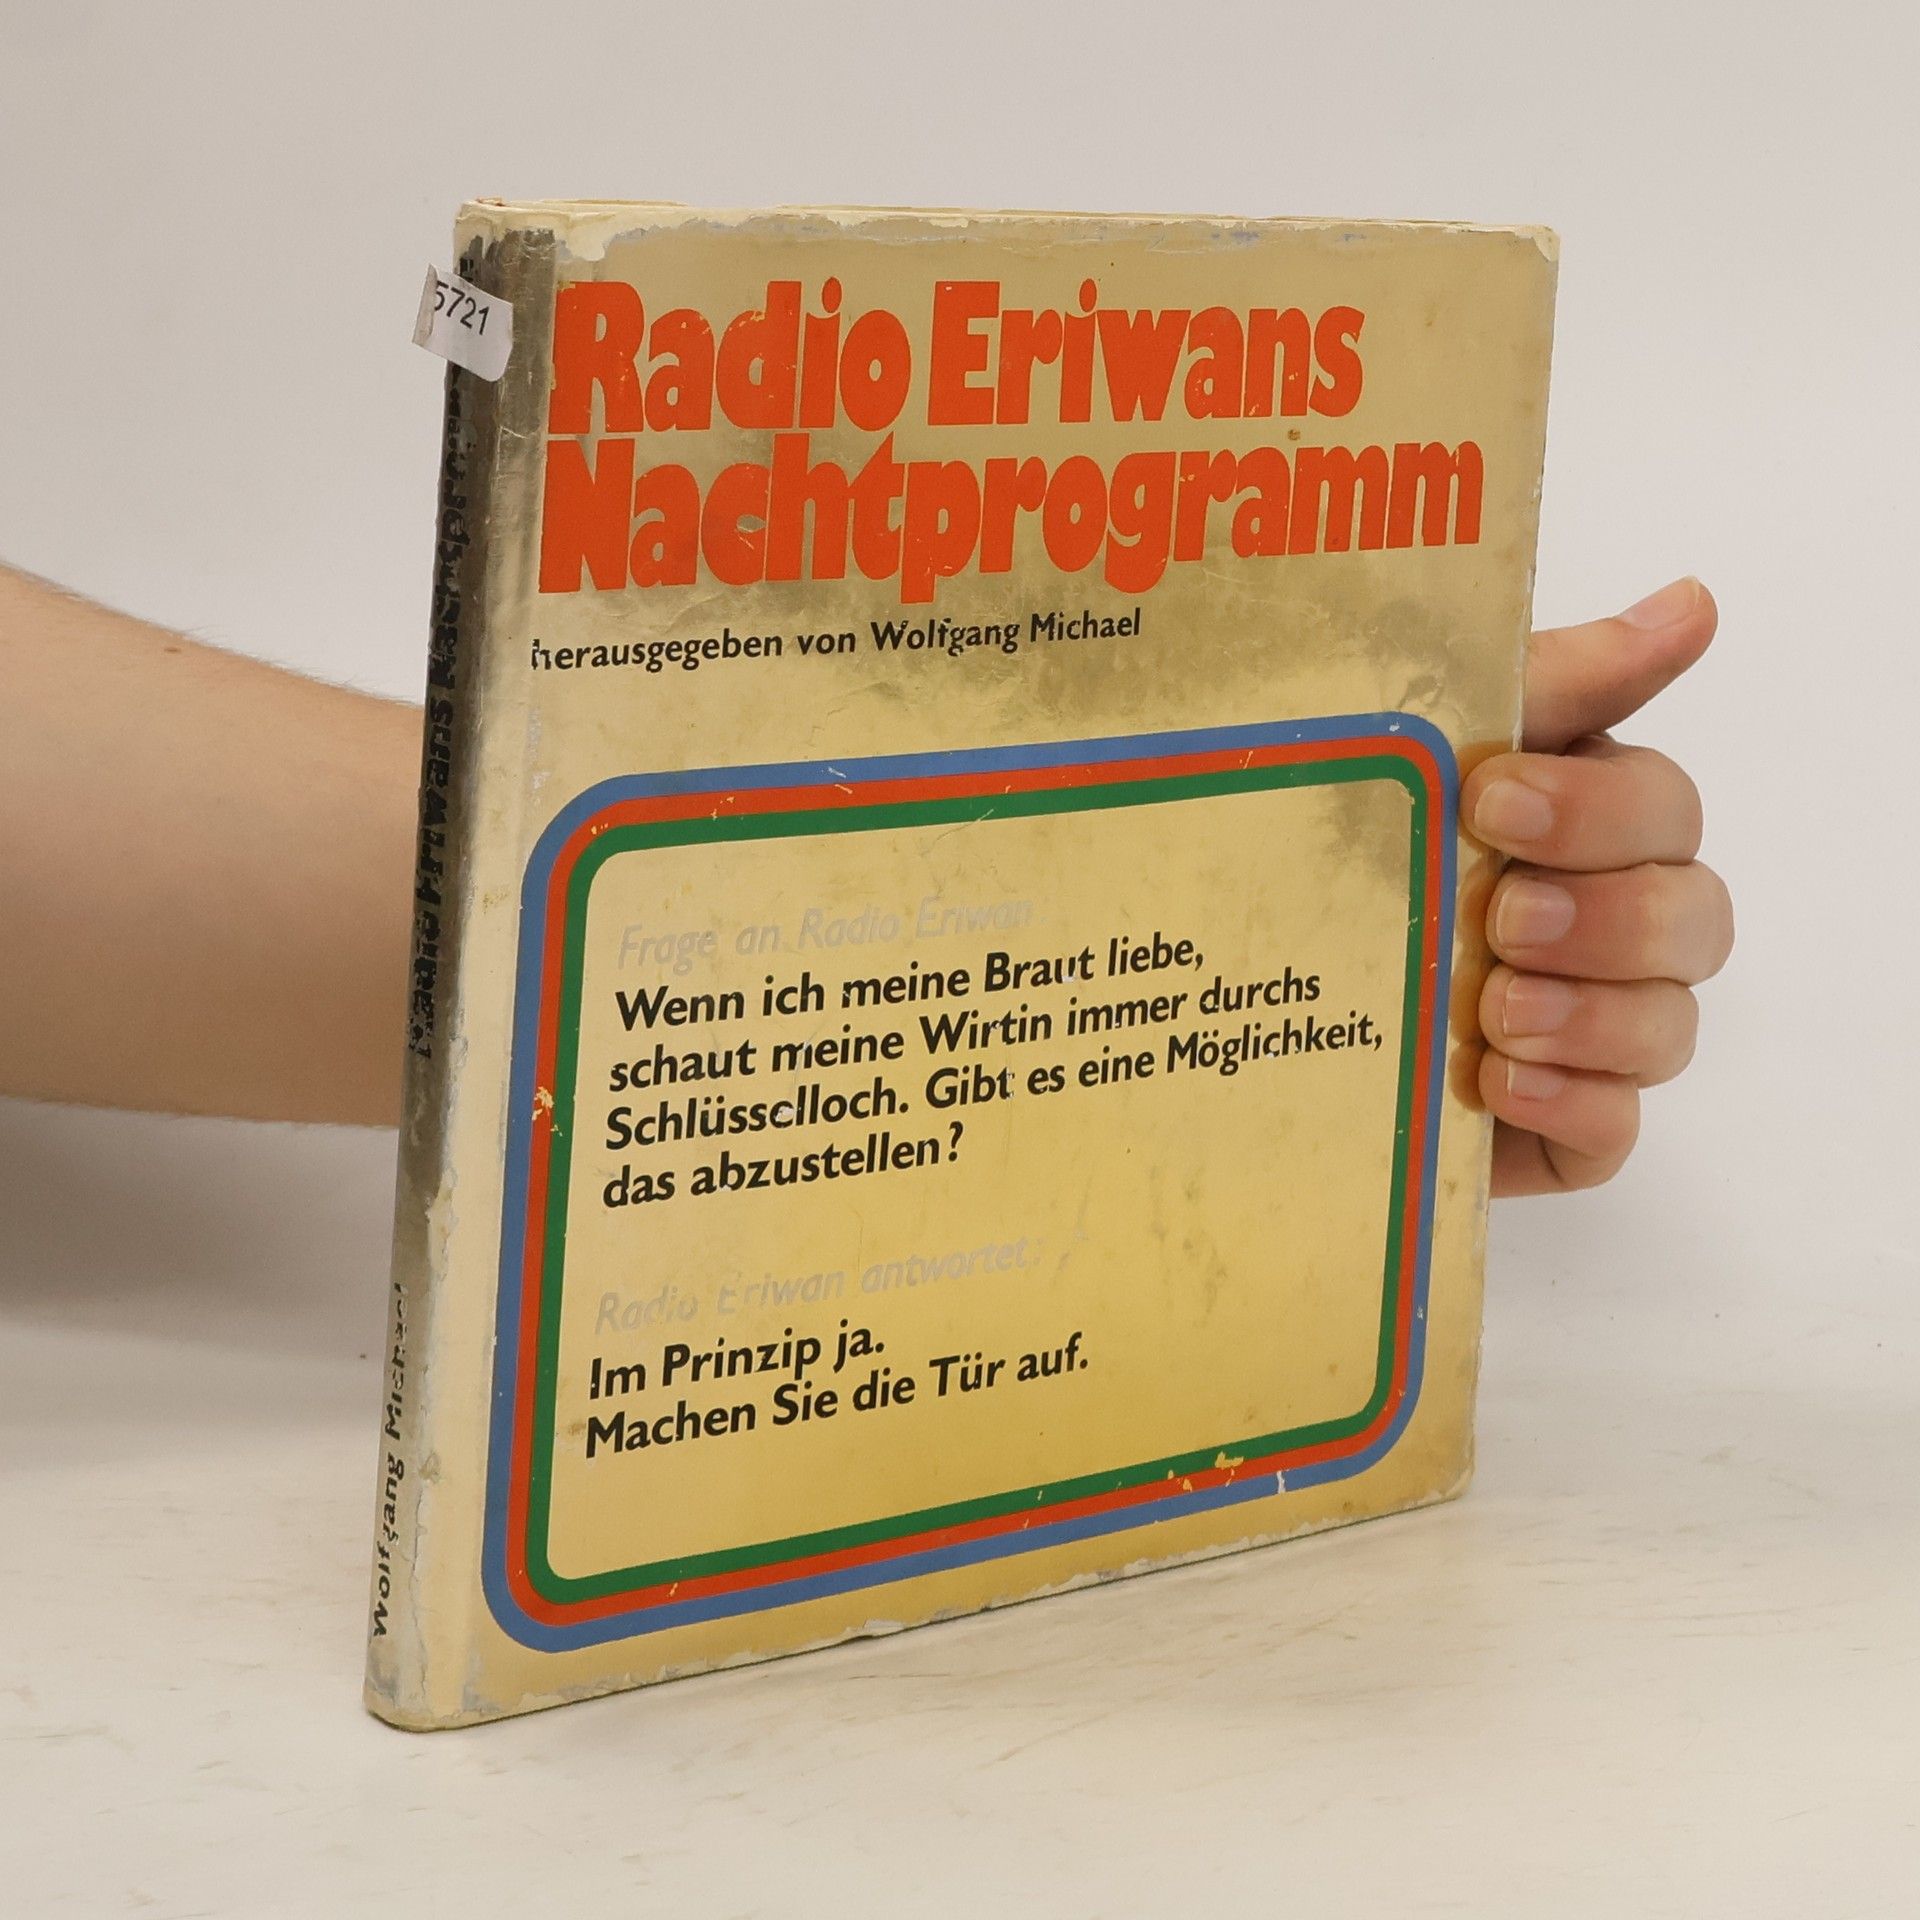 5721
Radio Eriwans
Nachtprogramm
herausgegeben von Wolfgang Michael
Frage an Radio Eriwan:
Wenn ich meine Braut liebe,
schaut meine Wirtin immer durchs
Schlüsselloch. Gibt es eine Möglichkeit,
das abzustellen?
Radio Eriwan antwortet:
Im Prinzip ja.
Machen Sie die Tür auf.
Wolfgang Michael
Radio Eriwans Nachtprogramm